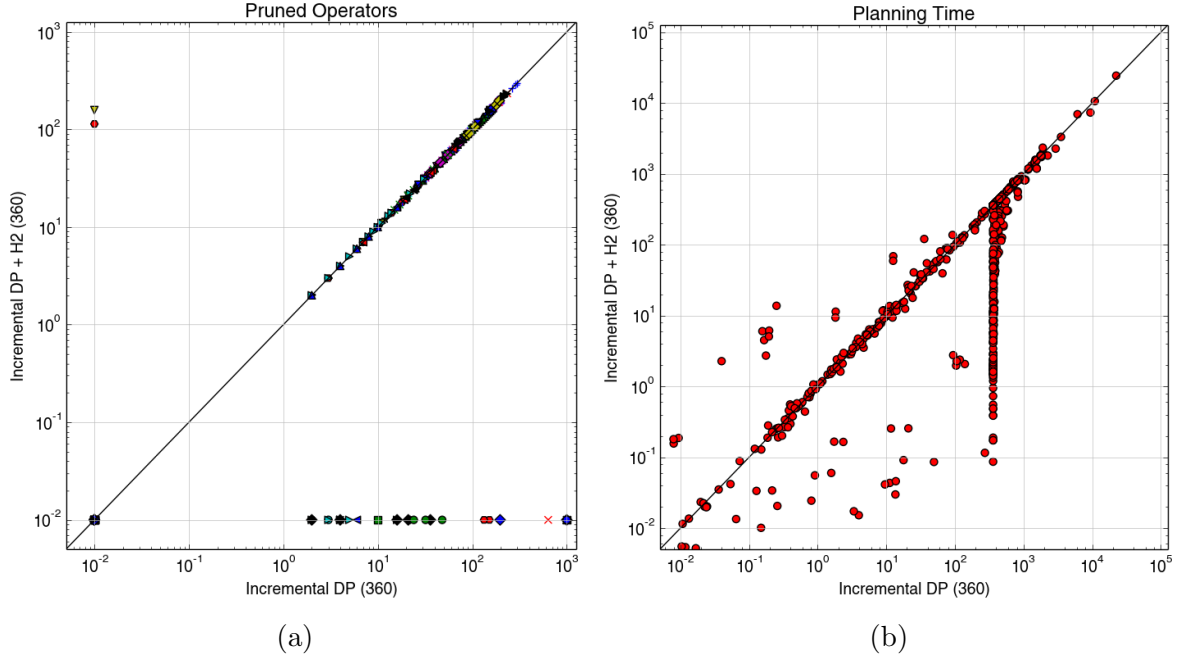 Pruned Operators
10^3
10^2
10^1
10^0
10^-1
10^-2
Incremental DP + H2 (360)
10^-2 10^-1 10^0 10^1 10^2 10^3
Incremental DP (360)
(a)
Planning Time
10^5
10^4
10^3
10^2
10^1
10^0
10^-1
10^-2
Incremental DP + H2 (360)
10^-2 10^-1 10^0 10^1 10^2 10^3 10^4 10^5
Incremental DP (360)
(b)